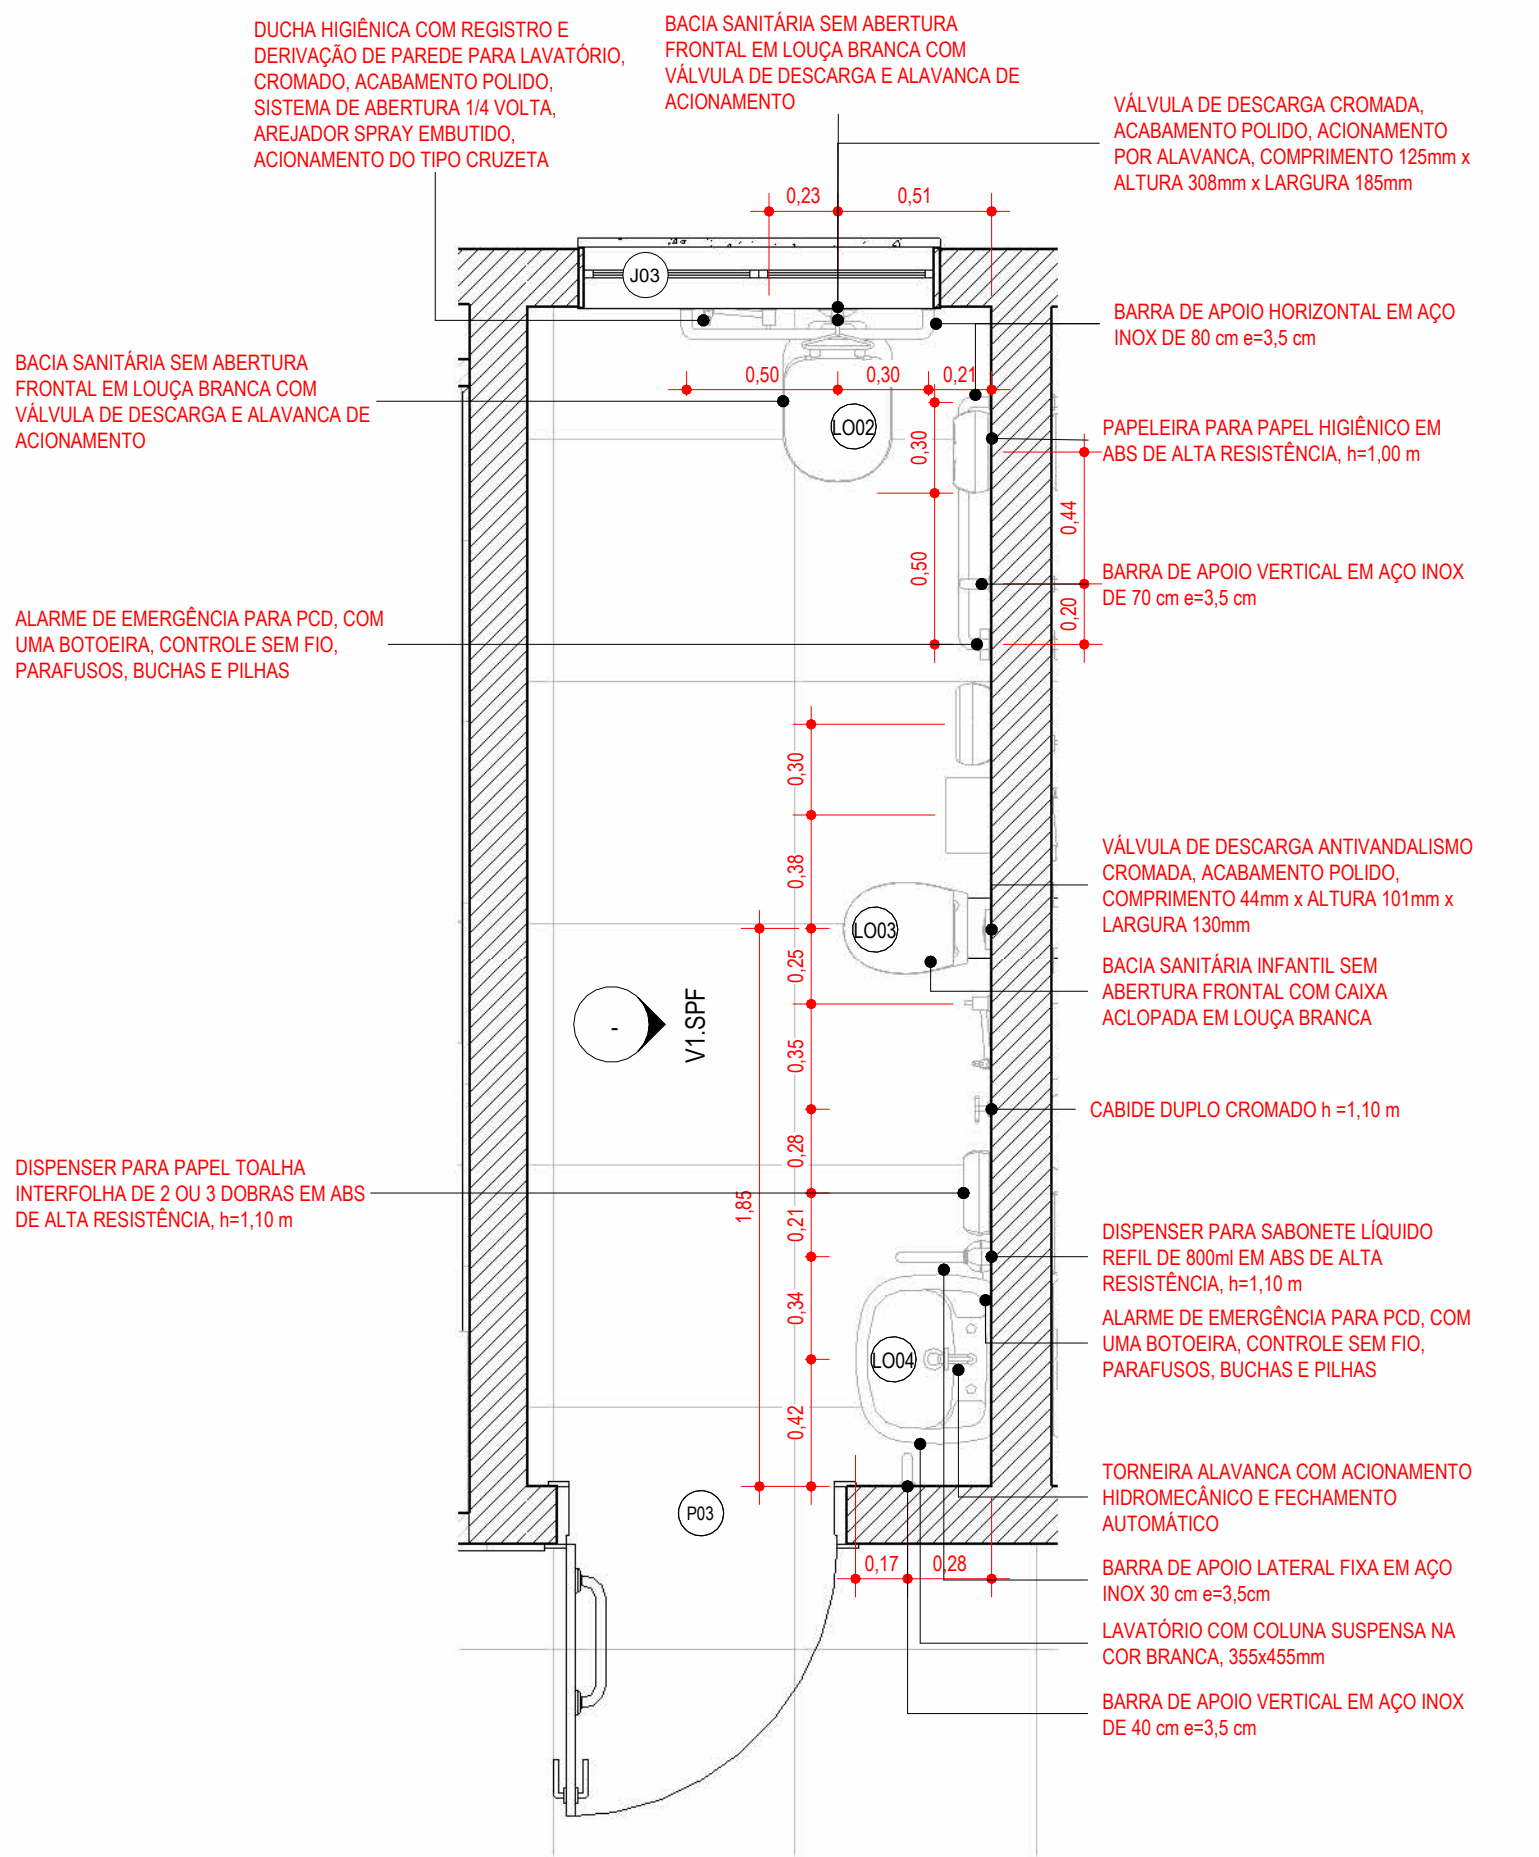 DUCHA HIGIÊNICA COM REGISTRO E
DERIVAÇÃO DE PAREDE PARA LAVATÓRIO,
CROMADO, ACABAMENTO POLIDO,
SISTEMA DE ABERTURA 1/4 VOLTA,
AREJADOR SPRAY EMBUTIDO,
ACIONAMENTO DO TIPO CRUZETA
BACIA SANITÁRIA SEM ABERTURA
FRONTAL EM LOUÇA BRANCA COM
VÁLVULA DE DESCARGA E ALAVANCA DE
ACIONAMENTO
VÁLVULA DE DESCARGA CROMADA,
ACABAMENTO POLIDO, ACIONAMENTO
POR ALAVANCA, COMPRIMENTO 125mm x
ALTURA 308mm x LARGURA 185mm
0,23
0,51
J03
BARRA DE APOIO HORIZONTAL EM AÇO
INOX DE 80 cm e=3,5 cm
BACIA SANITÁRIA SEM ABERTURA
FRONTAL EM LOUÇA BRANCA COM
VÁLVULA DE DESCARGA E ALAVANCA DE
ACIONAMENTO
0,50
0,30
0,21
LO02
0,30
PAPELEIRA PARA PAPEL HIGIÊNICO EM
ABS DE ALTA RESISTÊNCIA, h=1,00 m
0,44
0,50
BARRA DE APOIO VERTICAL EM AÇO INOX
DE 70 cm e=3,5 cm
0,20
ALARME DE EMERGÊNCIA PARA PCD, COM
UMA BOTOEIRA, CONTROLE SEM FIO,
PARAFUSOS, BUCHAS E PILHAS
0,30
0,38
VÁLVULA DE DESCARGA ANTIVANDALISMO
CROMADA, ACABAMENTO POLIDO,
COMPRIMENTO 44mm x ALTURA 101mm x
LARGURA 130mm
LO03
0,25
BACIA SANITÁRIA INFANTIL SEM
ABERTURA FRONTAL COM CAIXA
ACLOPADA EM LOUÇA BRANCA
-
V1.SPF
0,35
CABIDE DUPLO CROMADO h =1,10 m
0,28
DISPENSER PARA PAPEL TOALHA
INTERFOLHA DE 2 OU 3 DOBRAS EM ABS
DE ALTA RESISTÊNCIA, h=1,10 m
1,85
0,21
DISPENSER PARA SABONETE LÍQUIDO
REFIL DE 800ml EM ABS DE ALTA
RESISTÊNCIA, h=1,10 m
0,34
ALARME DE EMERGÊNCIA PARA PCD, COM
UMA BOTOEIRA, CONTROLE SEM FIO,
PARAFUSOS, BUCHAS E PILHAS
LO04
0,42
TORNEIRA ALAVANCA COM ACIONAMENTO
HIDROMECÂNICO E FECHAMENTO
AUTOMÁTICO
P03
0,17
0,28
BARRA DE APOIO LATERAL FIXA EM AÇO
INOX 30 cm e=3,5cm
LAVATÓRIO COM COLUNA SUSPENSA NA
COR BRANCA, 355x455mm
BARRA DE APOIO VERTICAL EM AÇO INOX
DE 40 cm e=3,5 cm